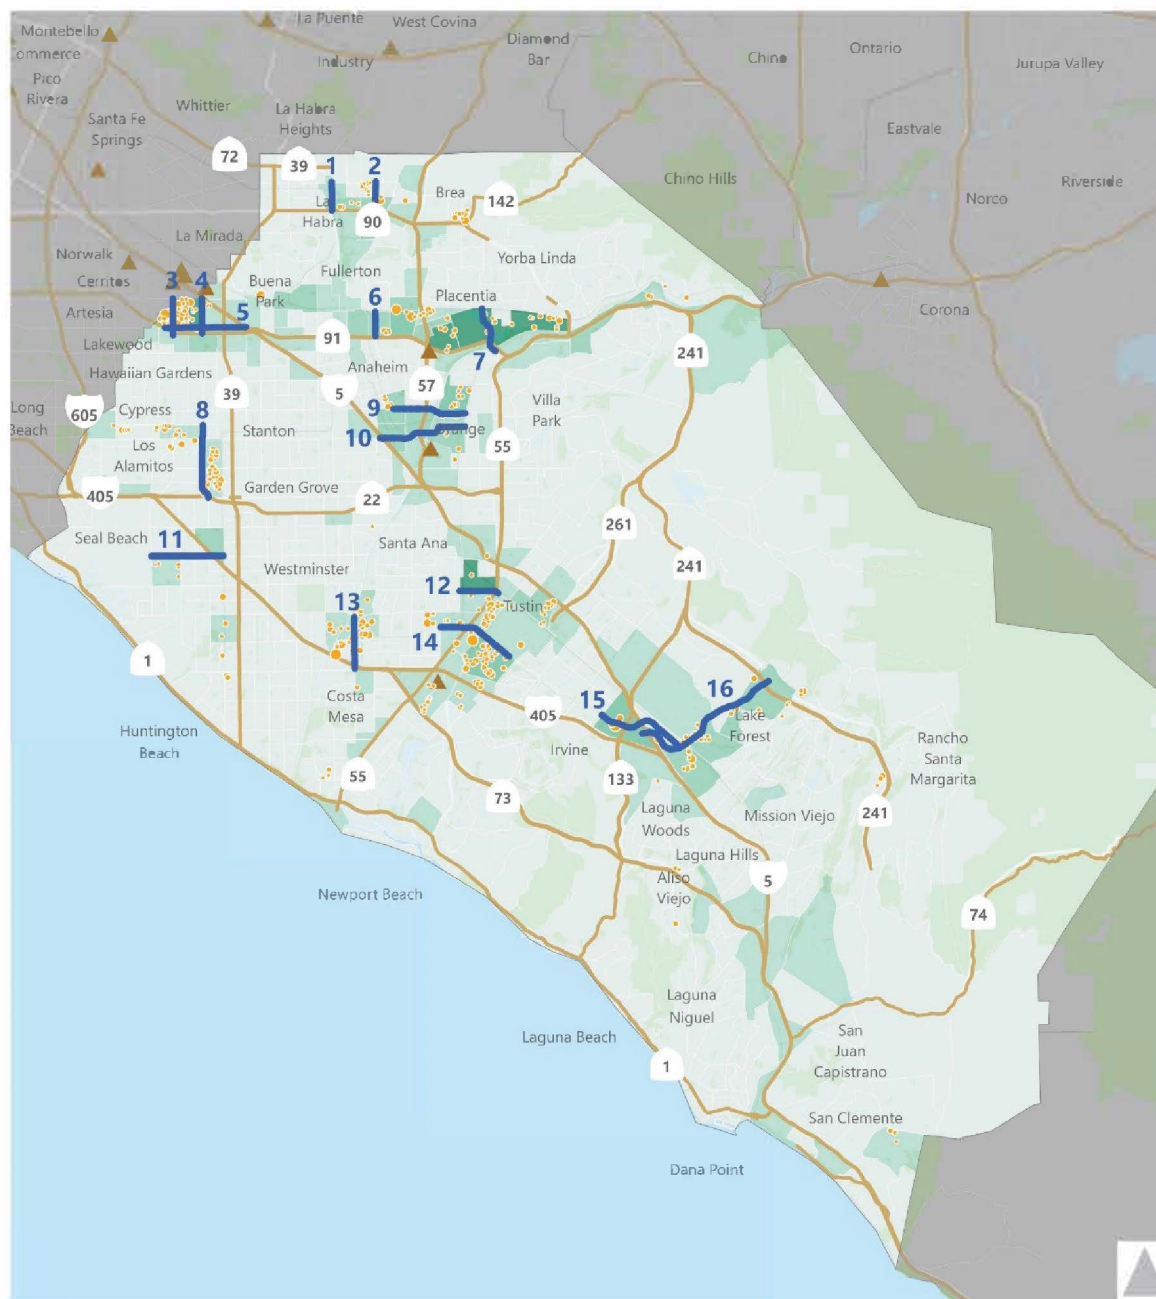 La Puente
West Covina
Montebello
Commerce
Diamond
Bar
Ontario
Chino
Industry
Jurupa Valley
Pico
Rivera
Whittier
La Habra
Heights
Santa Fe
Springs
Eastvale
72
39
1
2
Chino Hills
Riverside
Brea
142
Norco
La
Habra
90
La Mirada
Norwalk
Yorba Linda
Fullerton
Cerritos
3
4
Buena
Park
Placentia
6
5
Artesia
Corona
91
Lakewood
7
241
Anaheim
Hawaiian Gardens
57
39
5
Villa
Park
Long
Beach
605
Cypress
8
9
Stanton
Orange
10
55
Los
Alamitos
Garden Grove
405
22
261
Seal Beach
11
Santa Ana
241
Westminster
12
13
Tustin
14
1
16
Costa
Mesa
15
405
Lake
Forest
Huntington
Beach
Irvine
Rancho
Santa
Margarita
55
133
73
Laguna
Woods
Mission Viejo
241
Laguna Hills
Aliso
Viejo
5
Newport Beach
74
Laguna
Niguel
Laguna Beach
San
Juan
Capistrano
1
San Clemente
Dana Point